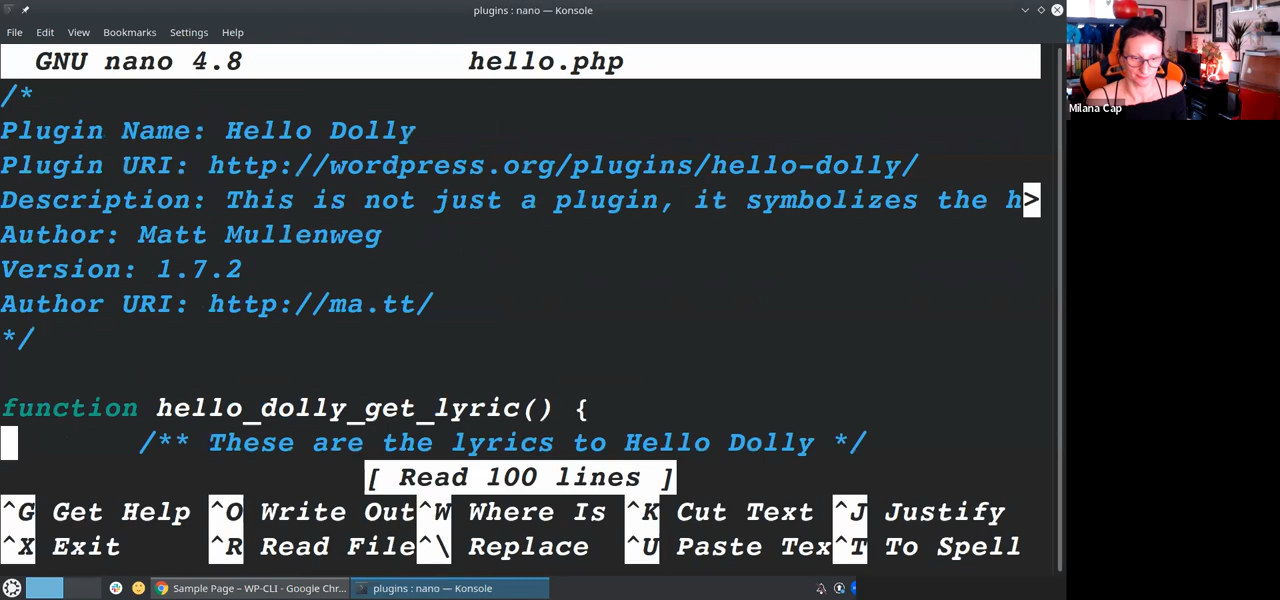 plugins : nano — Konsole
File Edit View Bookmarks Settings Help
GNU nano 4.8 hello.php
/*
Plugin Name: Hello Dolly
Plugin URI: http://wordpress.org/plugins/hello-dolly/
Description: This is not just a plugin, it symbolizes the h>
Author: Matt Mullenweg
Version: 1.7.2
Author URI: http://ma.tt/
*/
function hello_dolly_get_lyric() {
/** These are the lyrics to Hello Dolly */
[ Read 100 lines ]
^G Get Help ^O Write Out ^W Where Is ^K Cut Text ^J Justify
^X Exit ^R Read File ^\ Replace ^U Paste Tex ^T To Spell
Sample Page – WP-CLI - Google Chr... plugins : nano — Konsole
Milana Cap